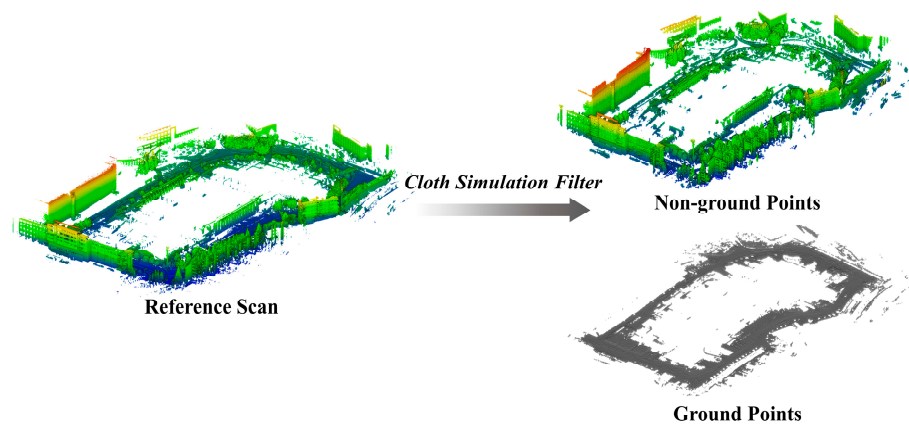 Cloth Simulation Filter
Non-ground Points
Reference Scan
Ground Points